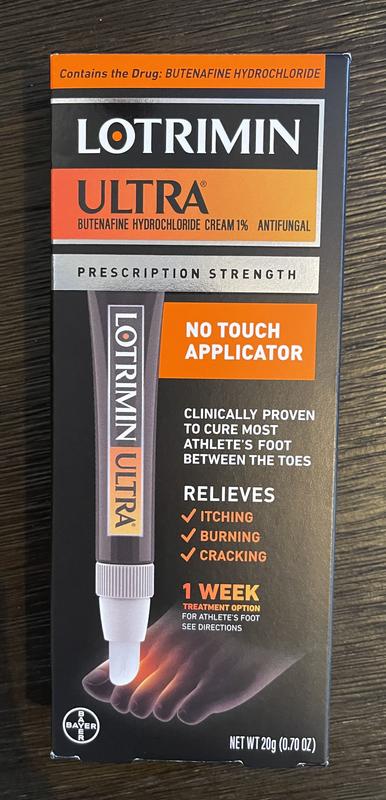 Contains the Drug: BUTENAFINE HYDROCHLORIDE
LOTRIMIN
ULTRA®
BUTENAFINE HYDROCHLORIDE CREAM 1% ANTIFUNGAL
PRESCRIPTION STRENGTH
LOTRIMIN ULTRA®
NO TOUCH
APPLICATOR
CLINICALLY PROVEN
TO CURE MOST
ATHLETE'S FOOT
BETWEEN THE TOES
RELIEVES
✓ ITCHING
✓ BURNING
✓ CRACKING
1 WEEK
TREATMENT OPTION
FOR ATHLETE'S FOOT
SEE DIRECTIONS
BAYER
BAYER
NET WT 20g (0.70 OZ)